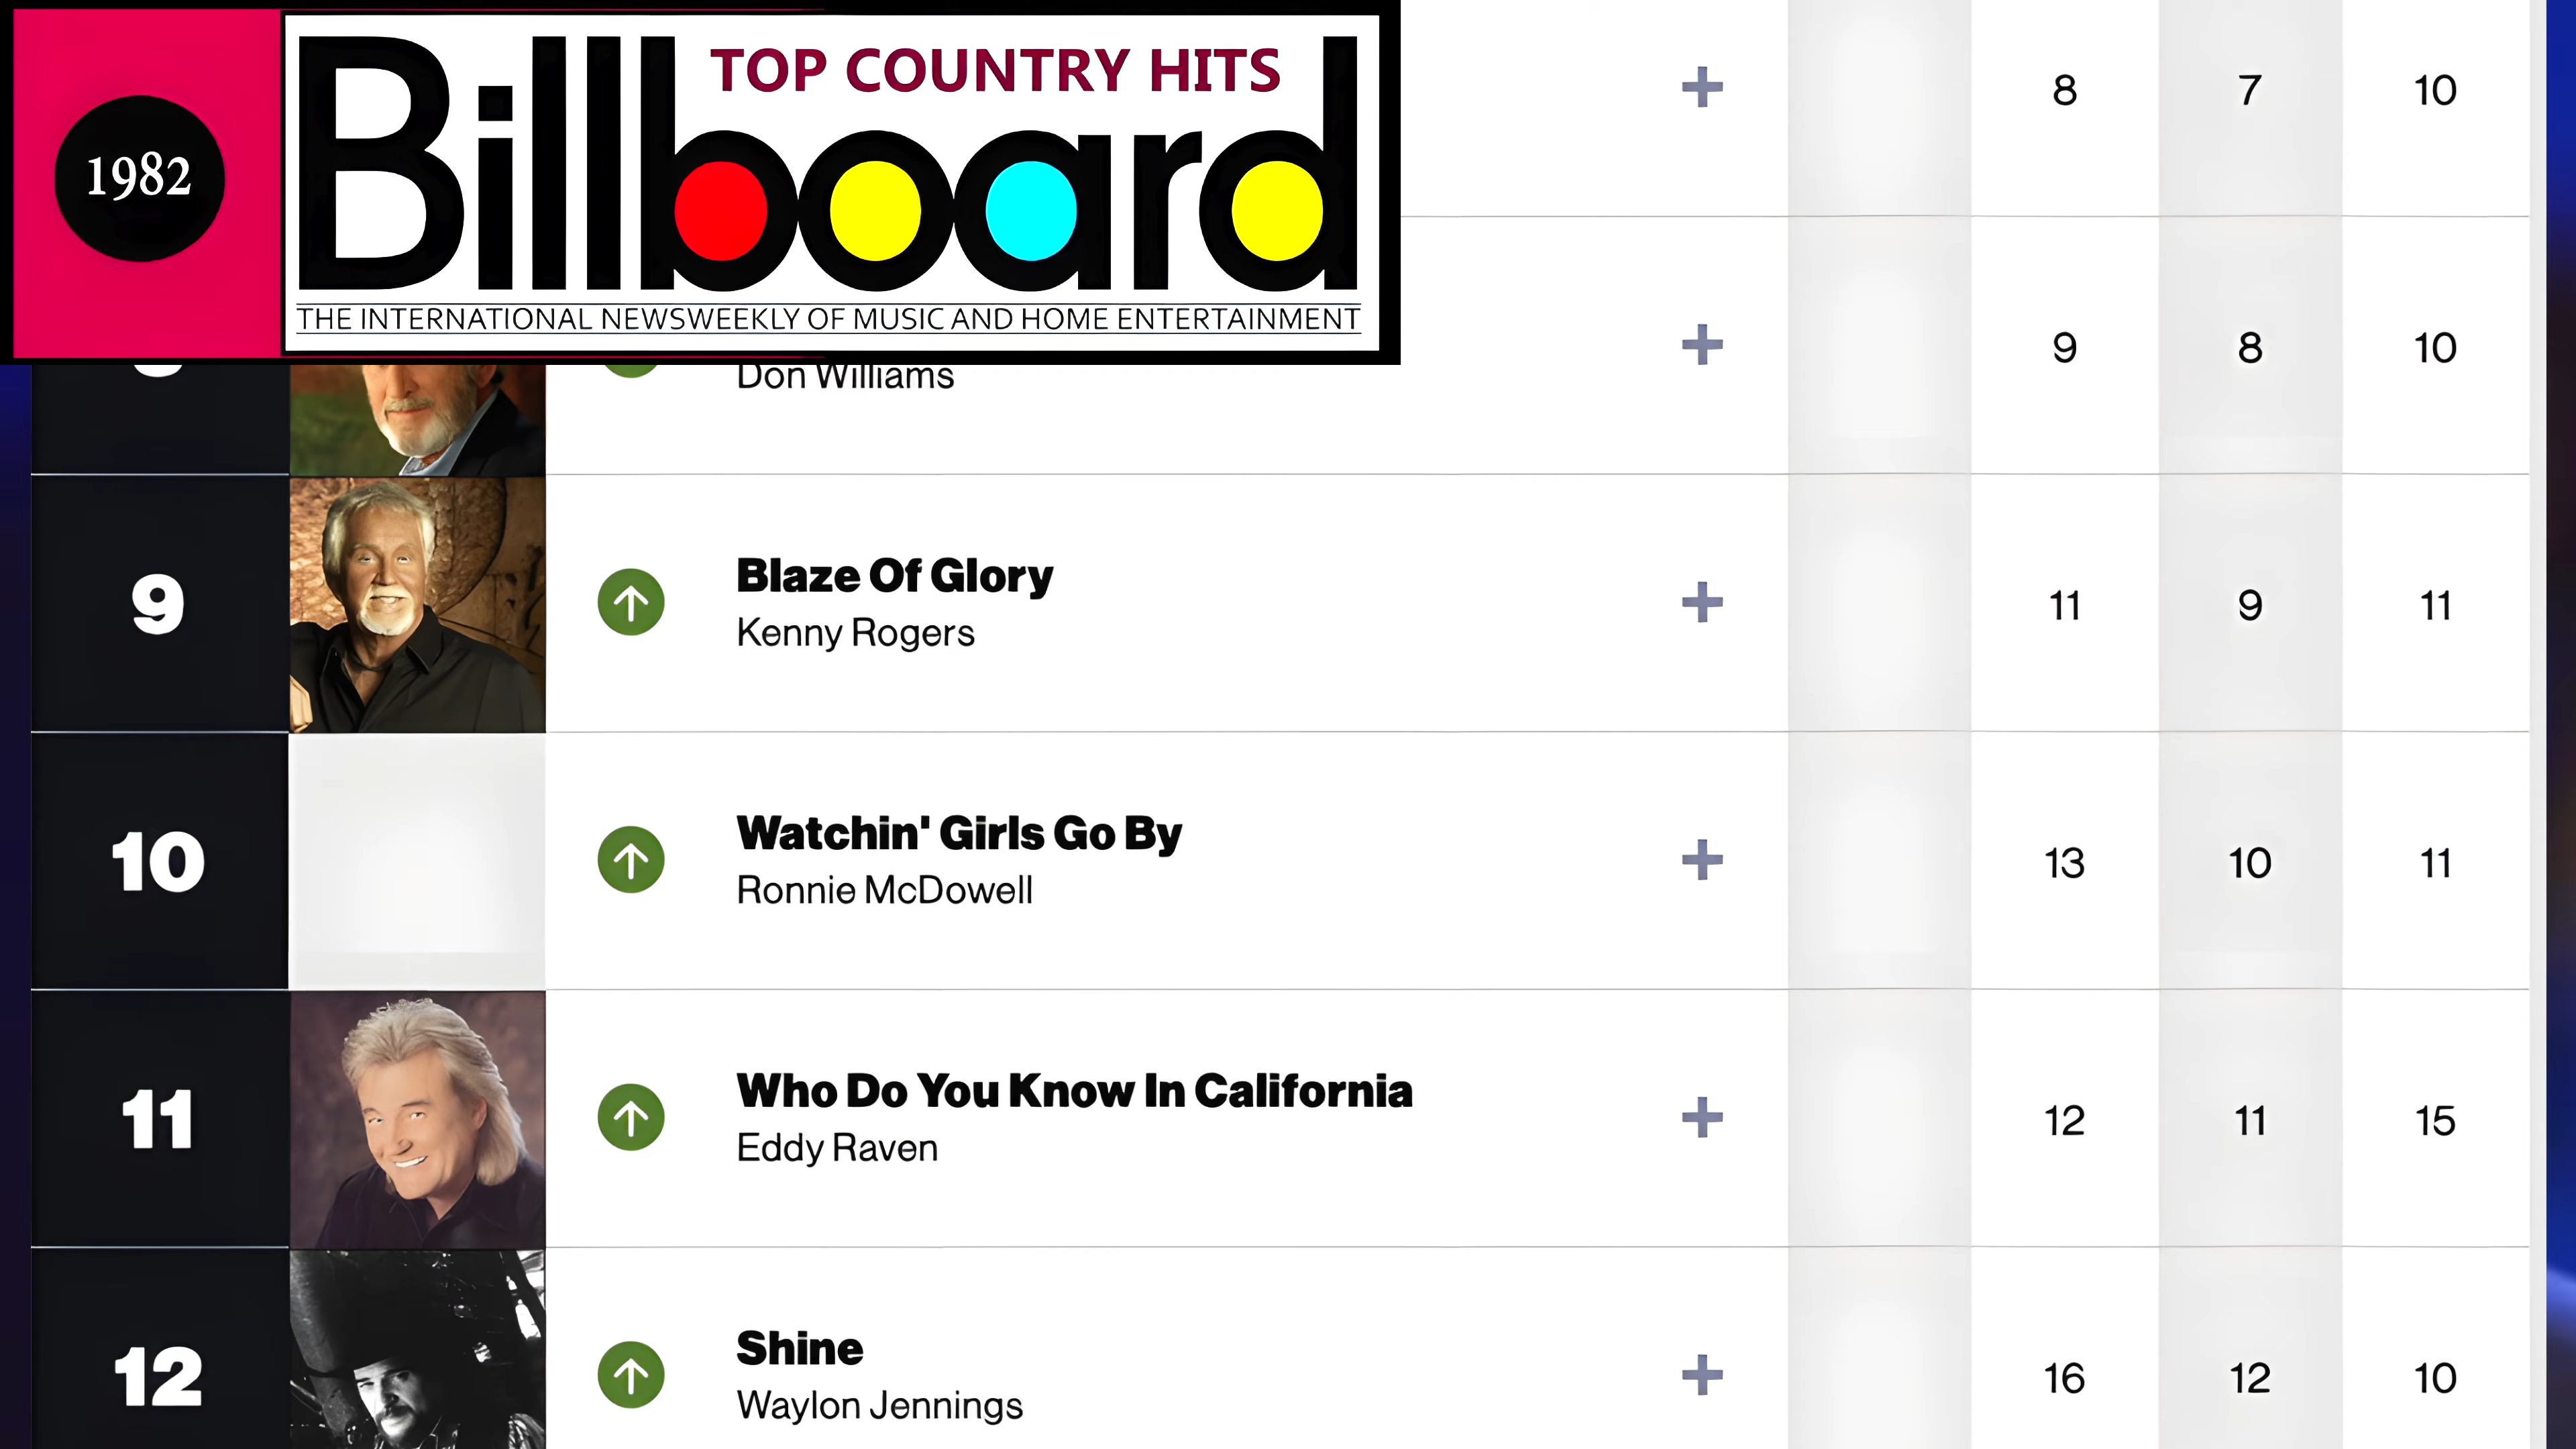 1982
TOP COUNTRY HITS
Billboard
THE INTERNATIONAL NEWSWEEKLY OF MUSIC AND HOME ENTERTAINMENT
8 7 10
Don Williams
9 8 10
9
Blaze Of Glory
Kenny Rogers
11 9 11
10
Watchin' Girls Go By
Ronnie McDowell
13 10 11
11
Who Do You Know In California
Eddy Raven
12 11 15
12
Shine
Waylon Jennings
16 12 10